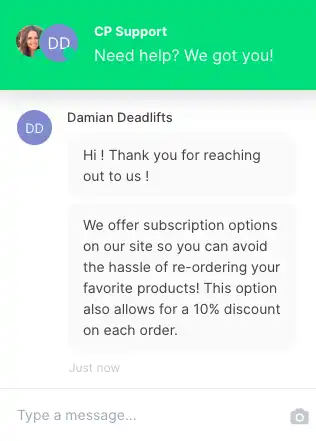 CP Support
DD
Need help? We got you!
Damian Deadlifts
DD
Hi ! Thank you for reaching
out to us !
We offer subscription options
on our site so you can avoid
the hassle of re-ordering your
favorite products! This option
also allows for a 10% discount
on each order.
Just now
Type a message...